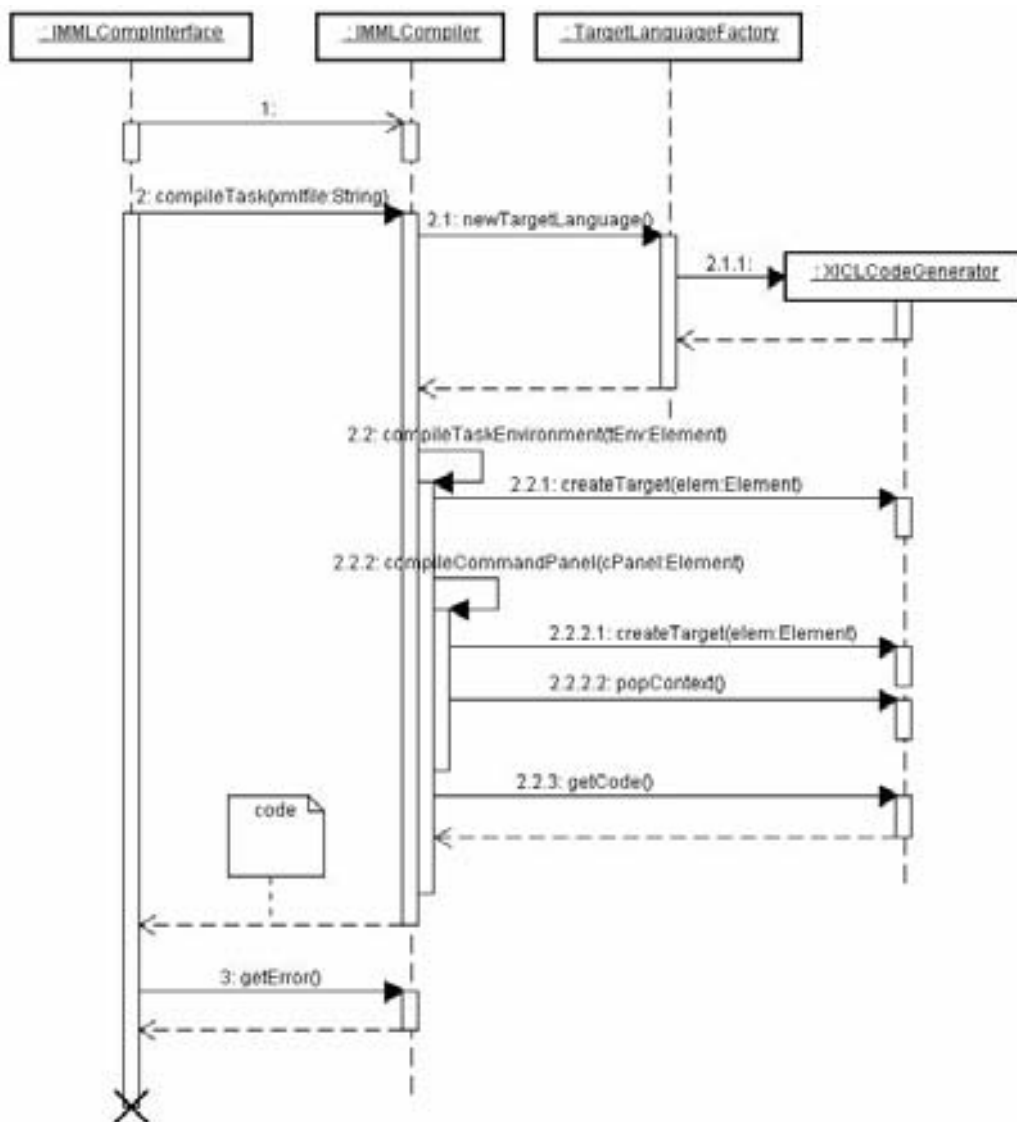 : IMMLCompInterface
: IMMLCompiler
: TargetLanguageFactory
1:
2: compileTask(xmlfile:String)
2.1: newTargetLanguage()
2.1.1:
: XICLCodeGenerator
2.2: compileTaskEnvironment(tEnv:Element)
2.2.1: createTarget(elem:Element)
2.2.2: compileCommandPanel(cPanel:Element)
2.2.2.1: createTarget(elem:Element)
2.2.2.2: popContext()
2.2.3: getCode()
code
3: getError()